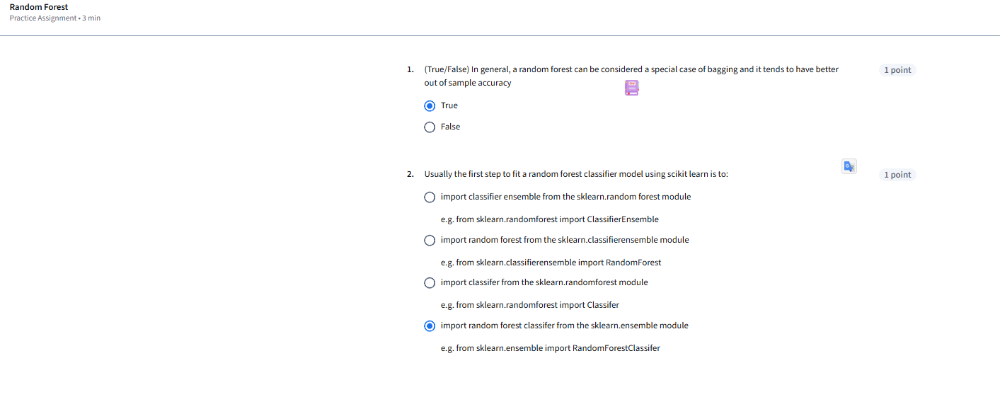 Random Forest
Practice Assignment • 3 min
1. (True/False) In general, a random forest can be considered a special case of bagging and it tends to have better
out of sample accuracy
1 point
True
False
2. Usually the first step to fit a random forest classifier model using scikit learn is to:
1 point
import classifier ensemble from the sklearn.random forest module
e.g. from sklearn.randomforest import ClassifierEnsemble
import random forest from the sklearn.classifierensemble module
e.g. from sklearn.classifierensemble import RandomForest
import classifer from the sklearn.randomforest module
e.g. from sklearn.randomforest import Classifer
import random forest classifer from the sklearn.ensemble module
e.g. from sklearn.ensemble import RandomForestClassifer